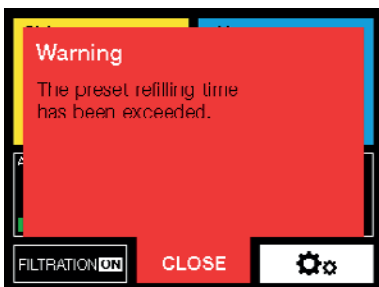 Warning
The preset refilling time
has been exceeded.
FILTRATION ON
CLOSE